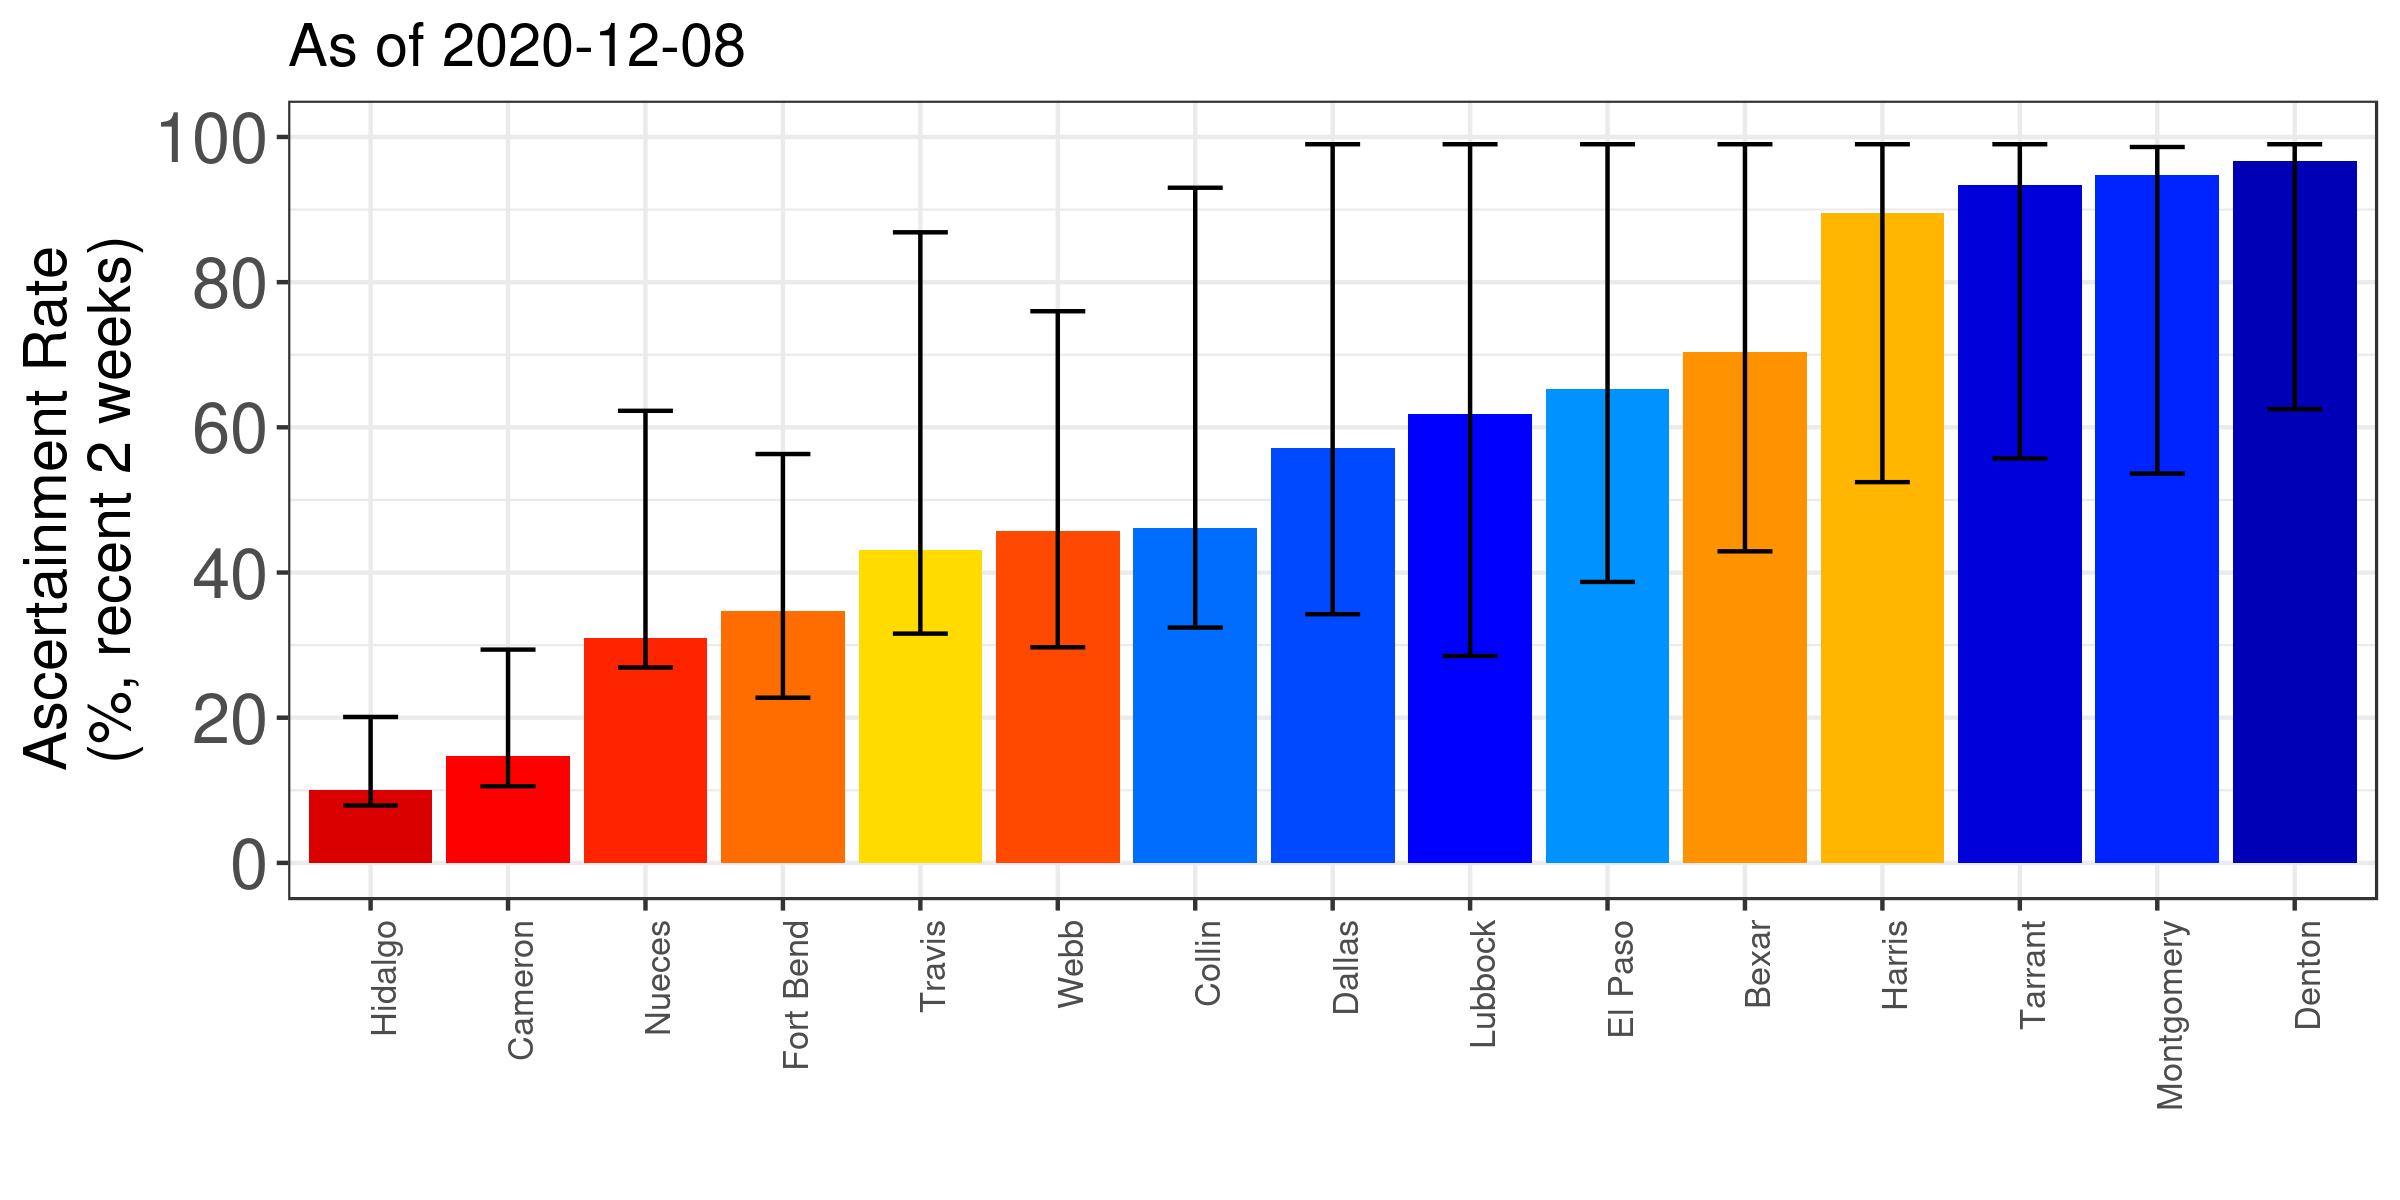 As of 2020-12-08
Ascertainment Rate
(%, recent 2 weeks)
100
80
60
40
20
0
Hidalgo
Cameron
Nueces
Fort Bend
Travis
Webb
Collin
Dallas
Lubbock
El Paso
Bexar
Harris
Tarrant
Montgomery
Denton